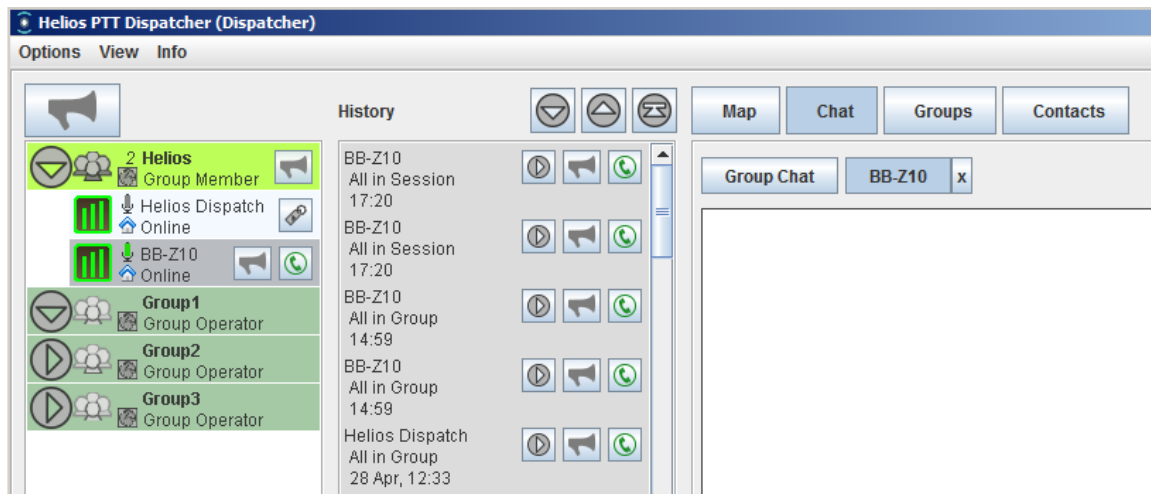 Helios PTT Dispatcher (Dispatcher)
Options View Info
History
Map Chat Groups Contacts
2 Helios
Group Member
Helios Dispatch
Online
BB-Z10
Online
Group1
Group Operator
Group2
Group Operator
Group3
Group Operator
BB-Z10
All in Session
17:20
BB-Z10
All in Session
17:20
BB-Z10
All in Group
14:59
BB-Z10
All in Group
14:59
Helios Dispatch
All in Group
28 Apr, 12:33
Group Chat BB-Z10 x